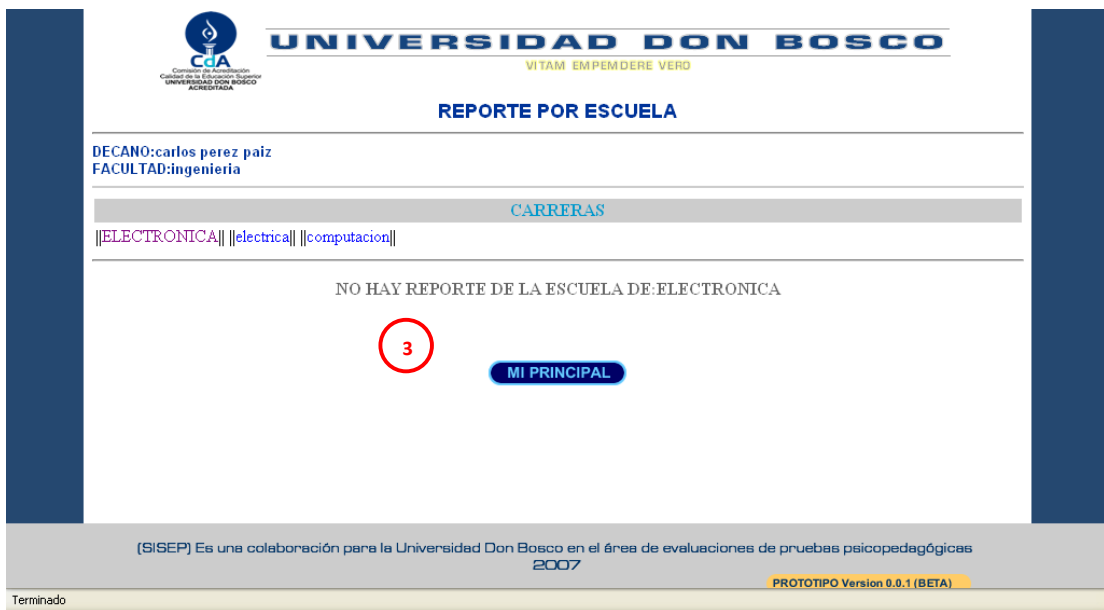 CdA
Comisión de Acreditación
Calidad de la Educación Superior
UNIVERSIDAD DON BOSCO
ACREDITADA
UNIVERSIDAD DON BOSCO
VITAM EMPEMDERE VERO
REPORTE POR ESCUELA
DECANO:carlos perez paiz
FACULTAD:ingenieria
CARRERAS
||ELECTRONICA|| ||electrica|| ||computacion||
NO HAY REPORTE DE LA ESCUELA DE:ELECTRONICA
3
MI PRINCIPAL
(SISEP) Es una colaboración para la Universidad Don Bosco en el área de evaluaciones de pruebas psicopedagógicas
2007
PROTOTIPO Version 0.0.1 (BETA)
Terminado